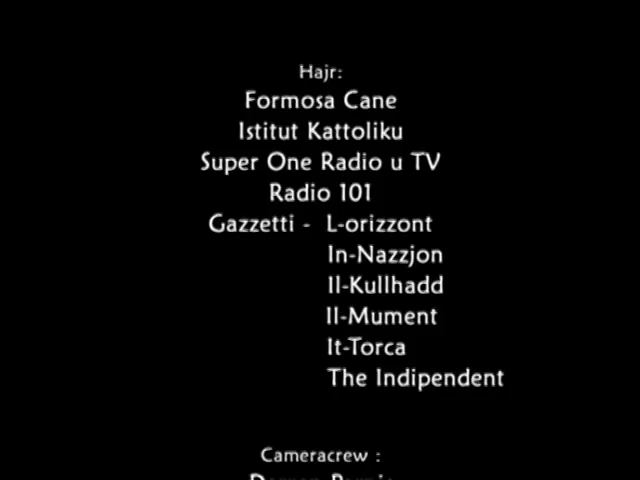 Hajr:
Formosa Cane
Istitut Kattoliku
Super One Radio u TV
Radio 101
Gazzetti - L-orizzont
In-Nazzjon
Il-Kullhadd
Il-Mument
It-Torca
The Indipendent
Cameracrew :